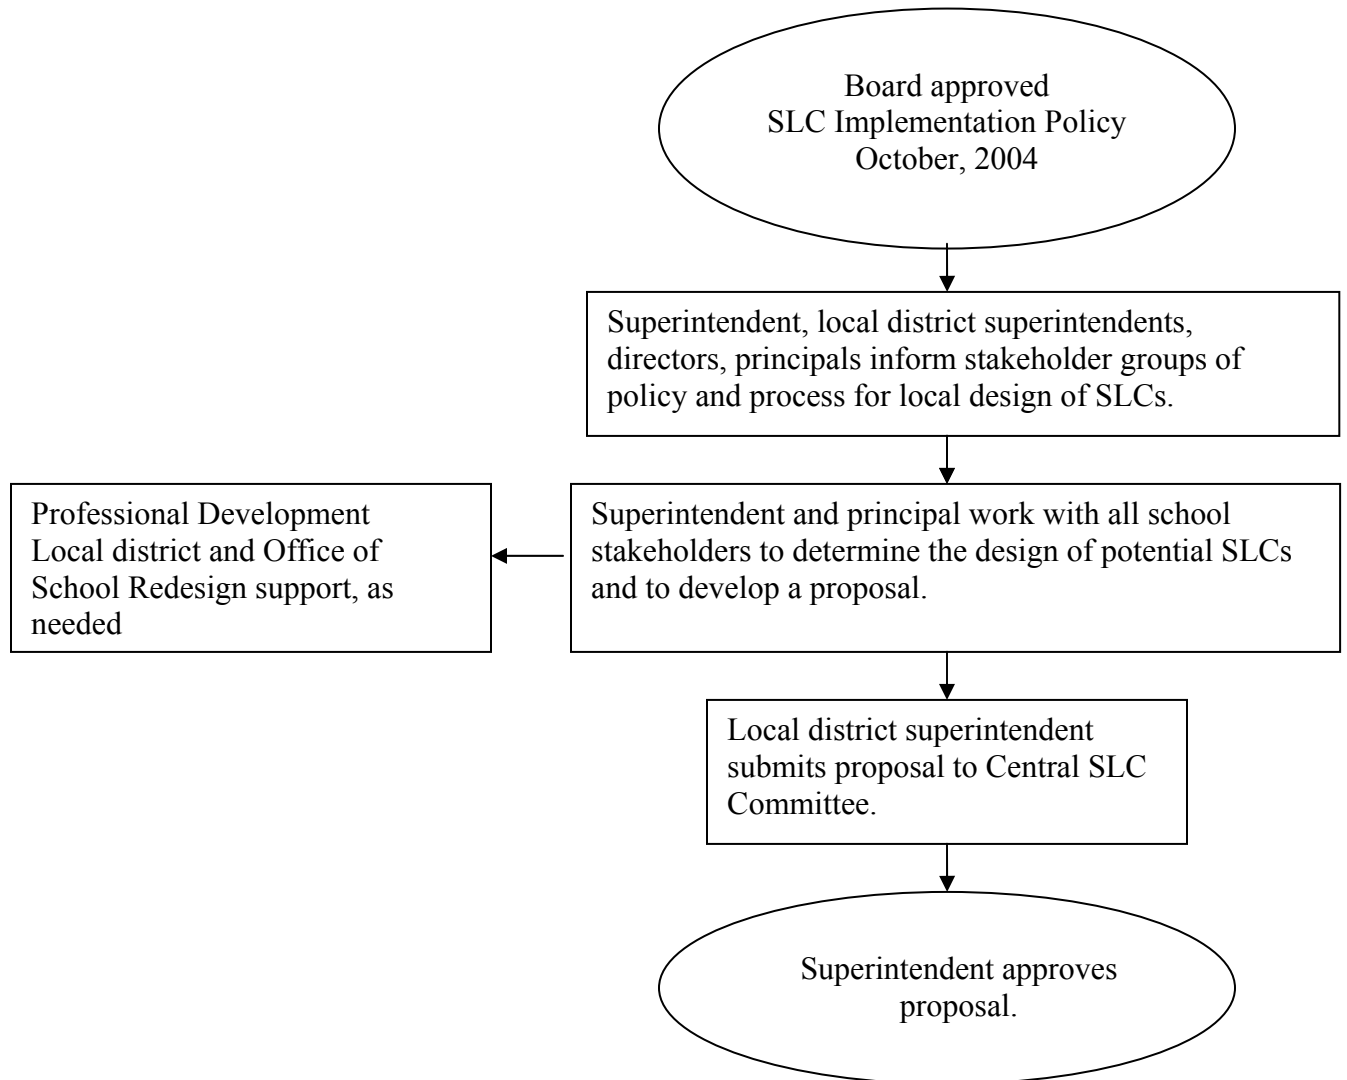 Board approved
SLC Implementation Policy
October, 2004
Superintendent, local district superintendents,
directors, principals inform stakeholder groups of
policy and process for local design of SLCs.
Professional Development
Local district and Office of
School Redesign support, as
needed
Superintendent and principal work with all school
stakeholders to determine the design of potential SLCs
and to develop a proposal.
Local district superintendent
submits proposal to Central SLC
Committee.
Superintendent approves
proposal.